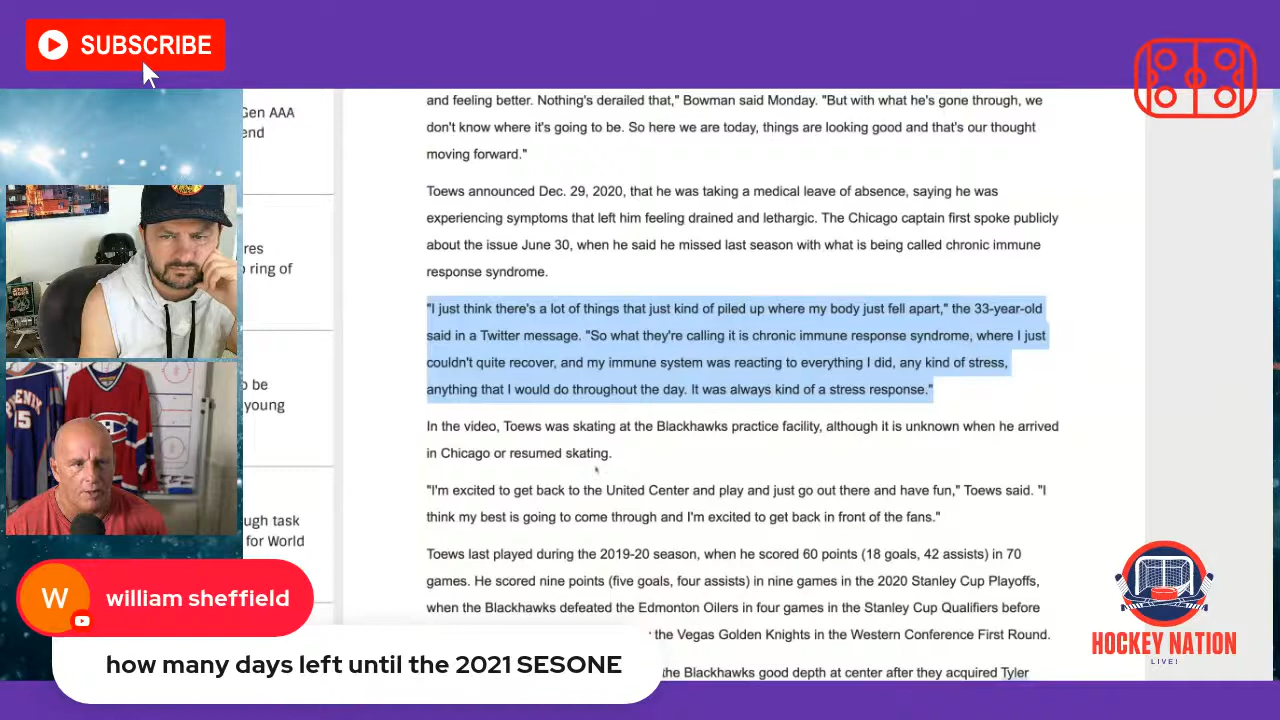 SUBSCRIBE
Gen AAA
end
res
ring of
o be
young
ugh task
for World
and feeling better. Nothing's derailed that," Bowman said Monday. "But with what he's gone through, we
don't know where it's going to be. So here we are today, things are looking good and that's our thought
moving forward."
Toews announced Dec. 29, 2020, that he was taking a medical leave of absence, saying he was
experiencing symptoms that left him feeling drained and lethargic. The Chicago captain first spoke publicly
about the issue June 30, when he said he missed last season with what is being called chronic immune
response syndrome.
"I just think there's a lot of things that just kind of piled up where my body just fell apart," the 33-year-old
said in a Twitter message. "So what they're calling it is chronic immune response syndrome, where I just
couldn't quite recover, and my immune system was reacting to everything I did, any kind of stress,
anything that I would do throughout the day. It was always kind of a stress response."
In the video, Toews was skating at the Blackhawks practice facility, although it is unknown when he arrived
in Chicago or resumed skating.
"I'm excited to get back to the United Center and play and just go out there and have fun," Toews said. "I
think my best is going to come through and I'm excited to get back in front of the fans."
Toews last played during the 2019-20 season, when he scored 60 points (18 goals, 42 assists) in 70
games. He scored nine points (five goals, four assists) in nine games in the 2020 Stanley Cup Playoffs,
when the Blackhawks defeated the Edmonton Oilers in four games in the Stanley Cup Qualifiers before
the Vegas Golden Knights in the Western Conference First Round.
the Blackhawks good depth at center after they acquired Tyler
W
william sheffield
how many days left until the 2021 SESONE
HOCKEY NATION
LIVE!